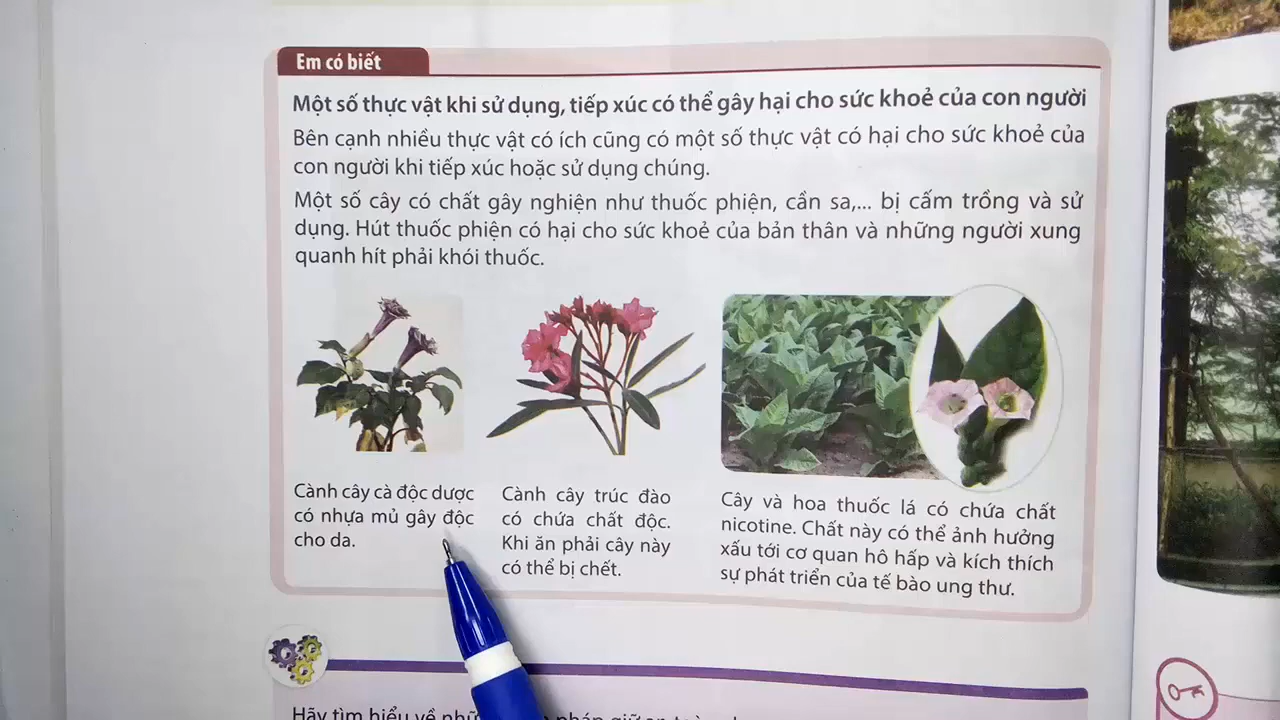 Em có biết
Một số thực vật khi sử dụng, tiếp xúc có thể gây hại cho sức khoẻ của con người
Bên cạnh nhiều thực vật có ích cũng có một số thực vật có hại cho sức khoẻ của
con người khi tiếp xúc hoặc sử dụng chúng.
Một số cây có chất gây nghiện như thuốc phiện, cần sa,... bị cấm trồng và sử
dụng. Hút thuốc phiện có hại cho sức khoẻ của bản thân và những người xung
quanh hít phải khói thuốc.
Cành cây cà độc dược
có nhựa mủ gây độc
cho da.
Cành cây trúc đào
có chứa chất độc.
Khi ăn phải cây này
có thể bị chết.
Cây và hoa thuốc lá có chứa chất
nicotine. Chất này có thể ảnh hưởng
xấu tới cơ quan hô hấp và kích thích
sự phát triển của tế bào ung thư.
Hãy tìm hiểu về